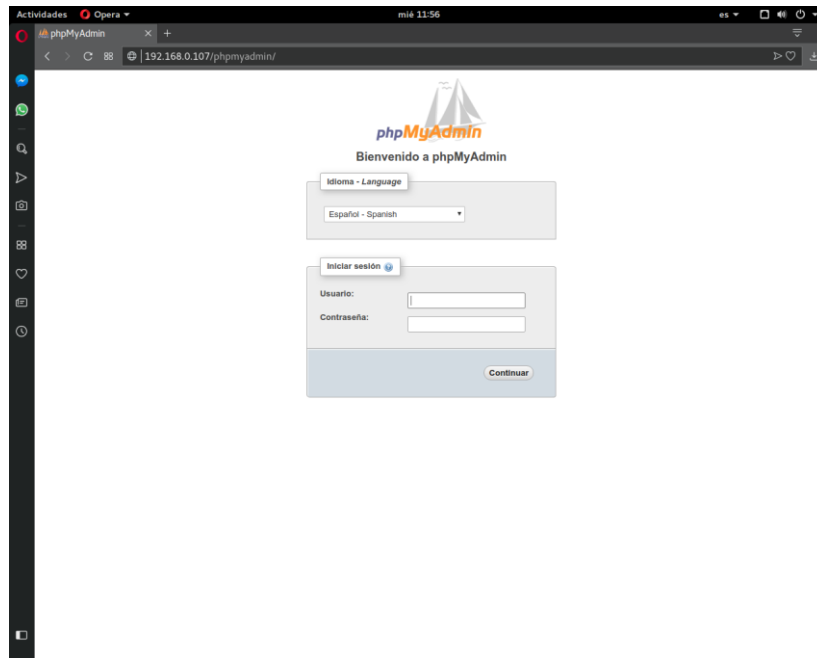 Actividades Opera mié 11:56 es
phpMyAdmin
192.168.0.107/phpmyadmin/
phpMyAdmin
Bienvenido a phpMyAdmin
Idioma - Language
Español - Spanish
Iniciar sesión
Usuario:
Contraseña:
Continuar